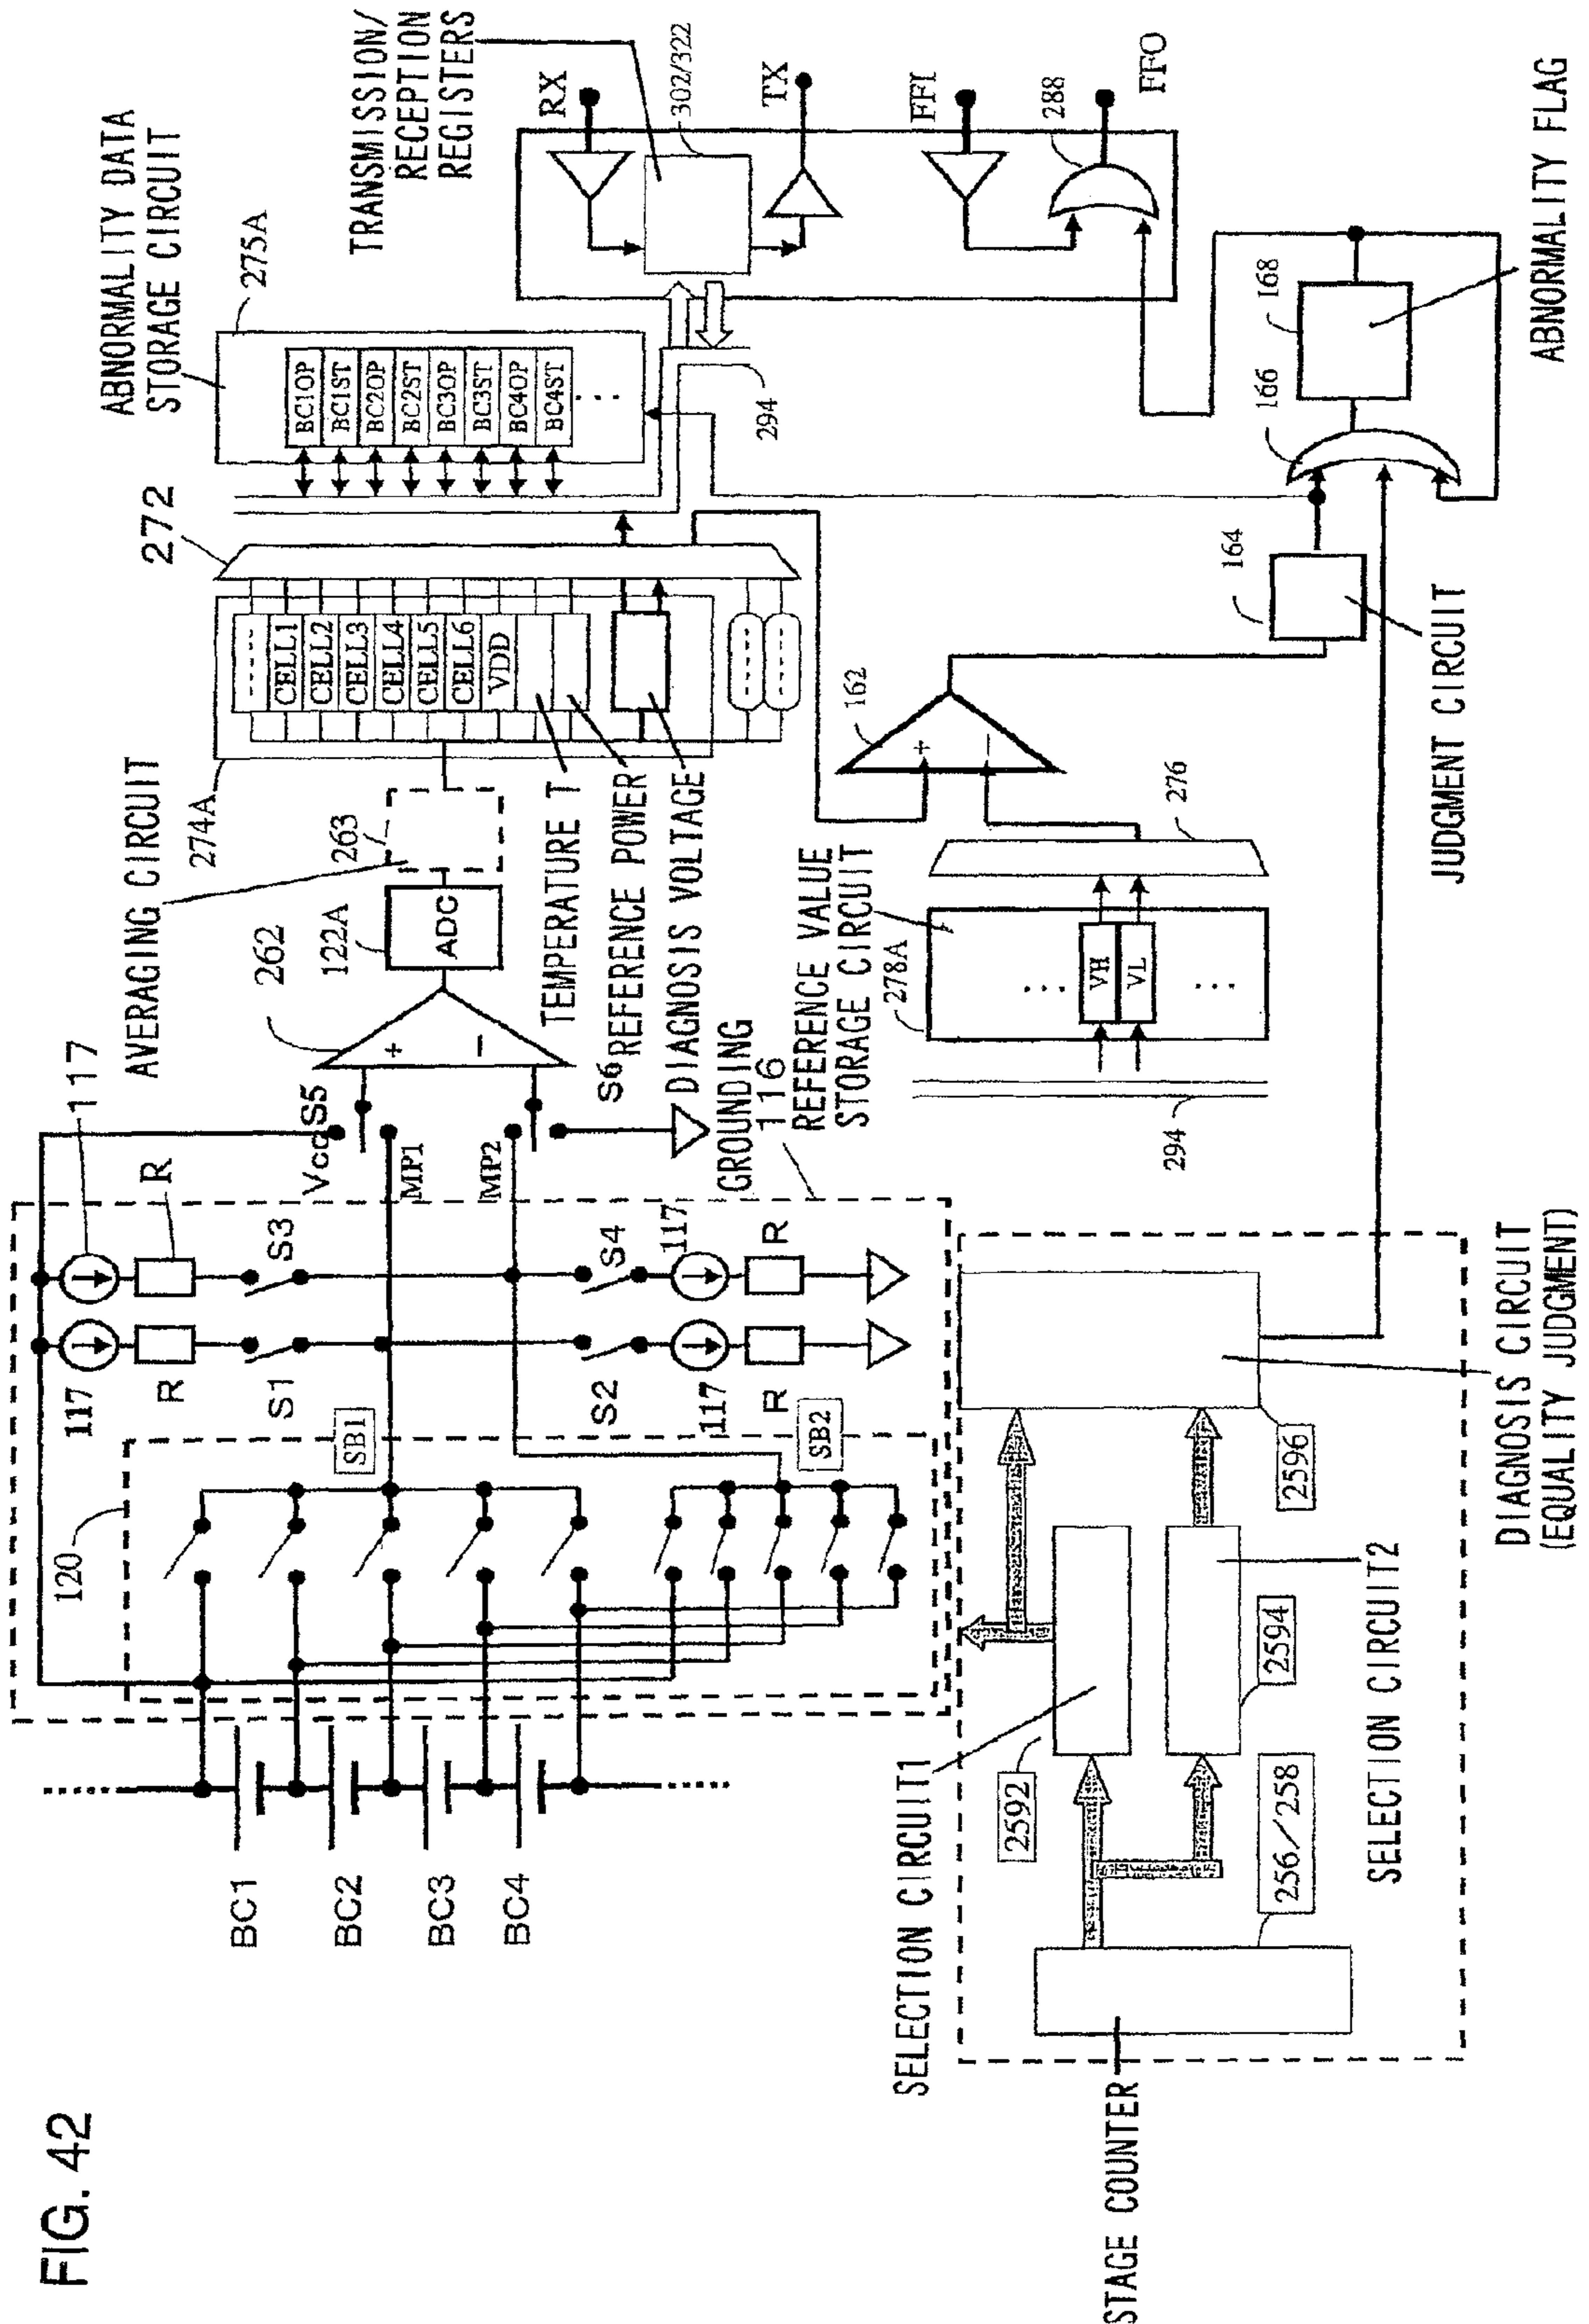 FIG. 42
BC1
BC2
BC3
BC4
120
SB1
SB2
117
R
S1
117
R
S3
S2
117
R
S4
117
R
Vcc
S5
MP1
MP2
S6
GROUNDING
116
262
+
−
122A
ADC
AVERAGING CIRCUIT
263
274A
-----
CELL1
CELL2
CELL3
CELL4
CELL5
CELL6
VDD
TEMPERATURE T
REFERENCE POWER
DIAGNOSIS VOLTAGE
272
ABNORMALITY DATA
STORAGE CIRCUIT
275A
BC1OP
BC1ST
BC2OP
BC2ST
BC3OP
BC3ST
BC4OP
BC4ST
...
294
TRANSMISSION/
RECEPTION
REGISTERS
302/322
RX
TX
FFI
288
FFO
STAGE COUNTER
256/258
SELECTION CIRCUIT1
2592
2594
SELECTION CIRCUIT2
2596
DIAGNOSIS CIRCUIT
(EQUALITY JUDGMENT)
294
REFERENCE VALUE
STORAGE CIRCUIT
278A
...
VH
VL
...
276
162
+
−
164
JUDGMENT CIRCUIT
166
168
ABNORMALITY FLAG